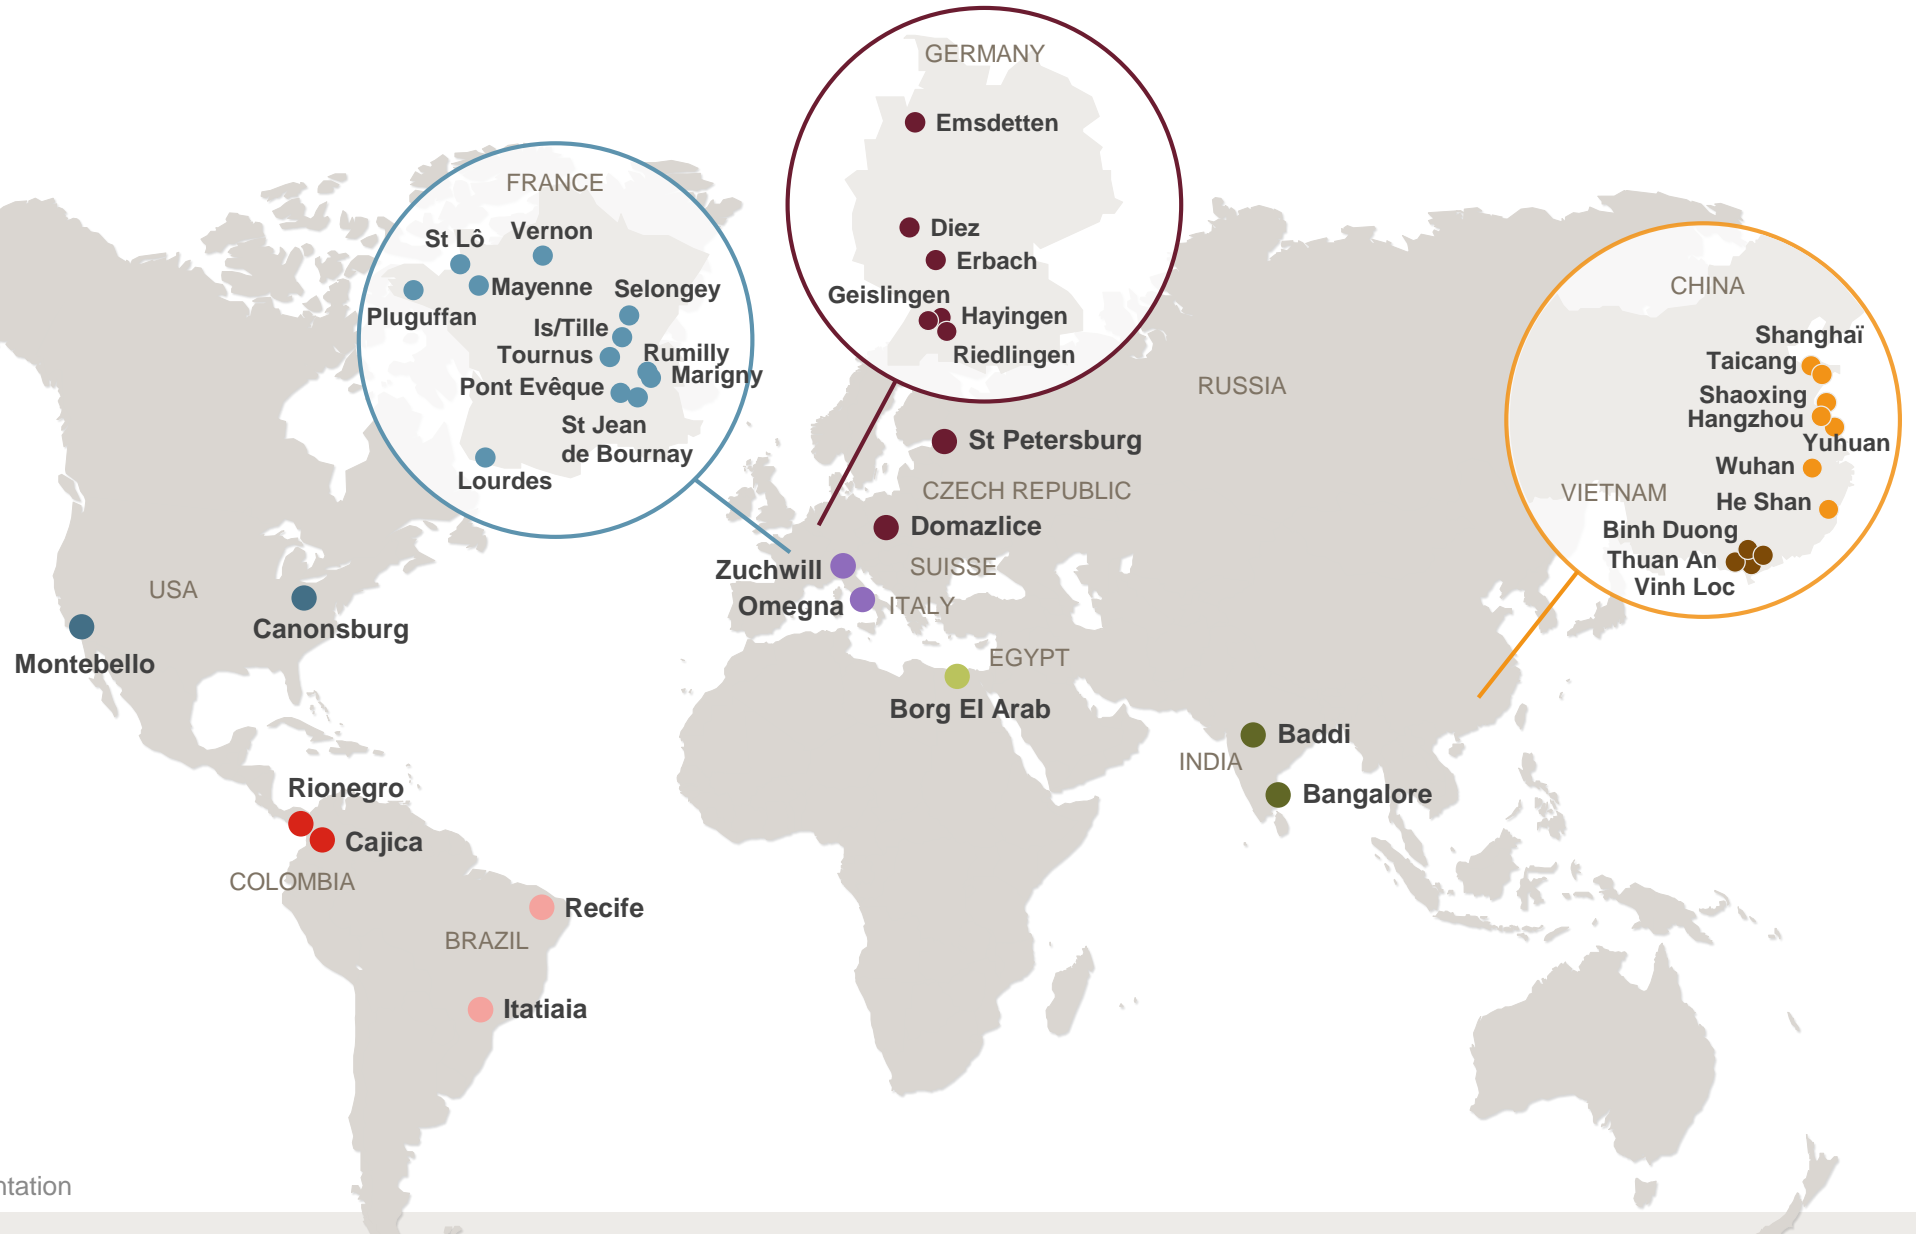 GERMANY
Emsdetten
Diez
Erbach
Geislingen
Hayingen
Riedlingen
FRANCE
Vernon
St Lô
Mayenne
Selongey
Pluguffan
Is/Tille
Tournus
Rumilly
Marigny
Pont Evêque
St Jean
de Bournay
Lourdes
CHINA
Shanghaï
Taicang
Shaoxing
Hangzhou
Yuhuan
Wuhan
VIETNAM
He Shan
Binh Duong
Thuan An
Vinh Loc
RUSSIA
St Petersburg
CZECH REPUBLIC
Domazlice
Zuchwill
SUISSE
Omegna
ITALY
USA
Canonsburg
Montebello
EGYPT
Borg El Arab
Baddi
INDIA
Bangalore
Rionegro
Cajica
COLOMBIA
Recife
BRAZIL
Itatiaia
ntation